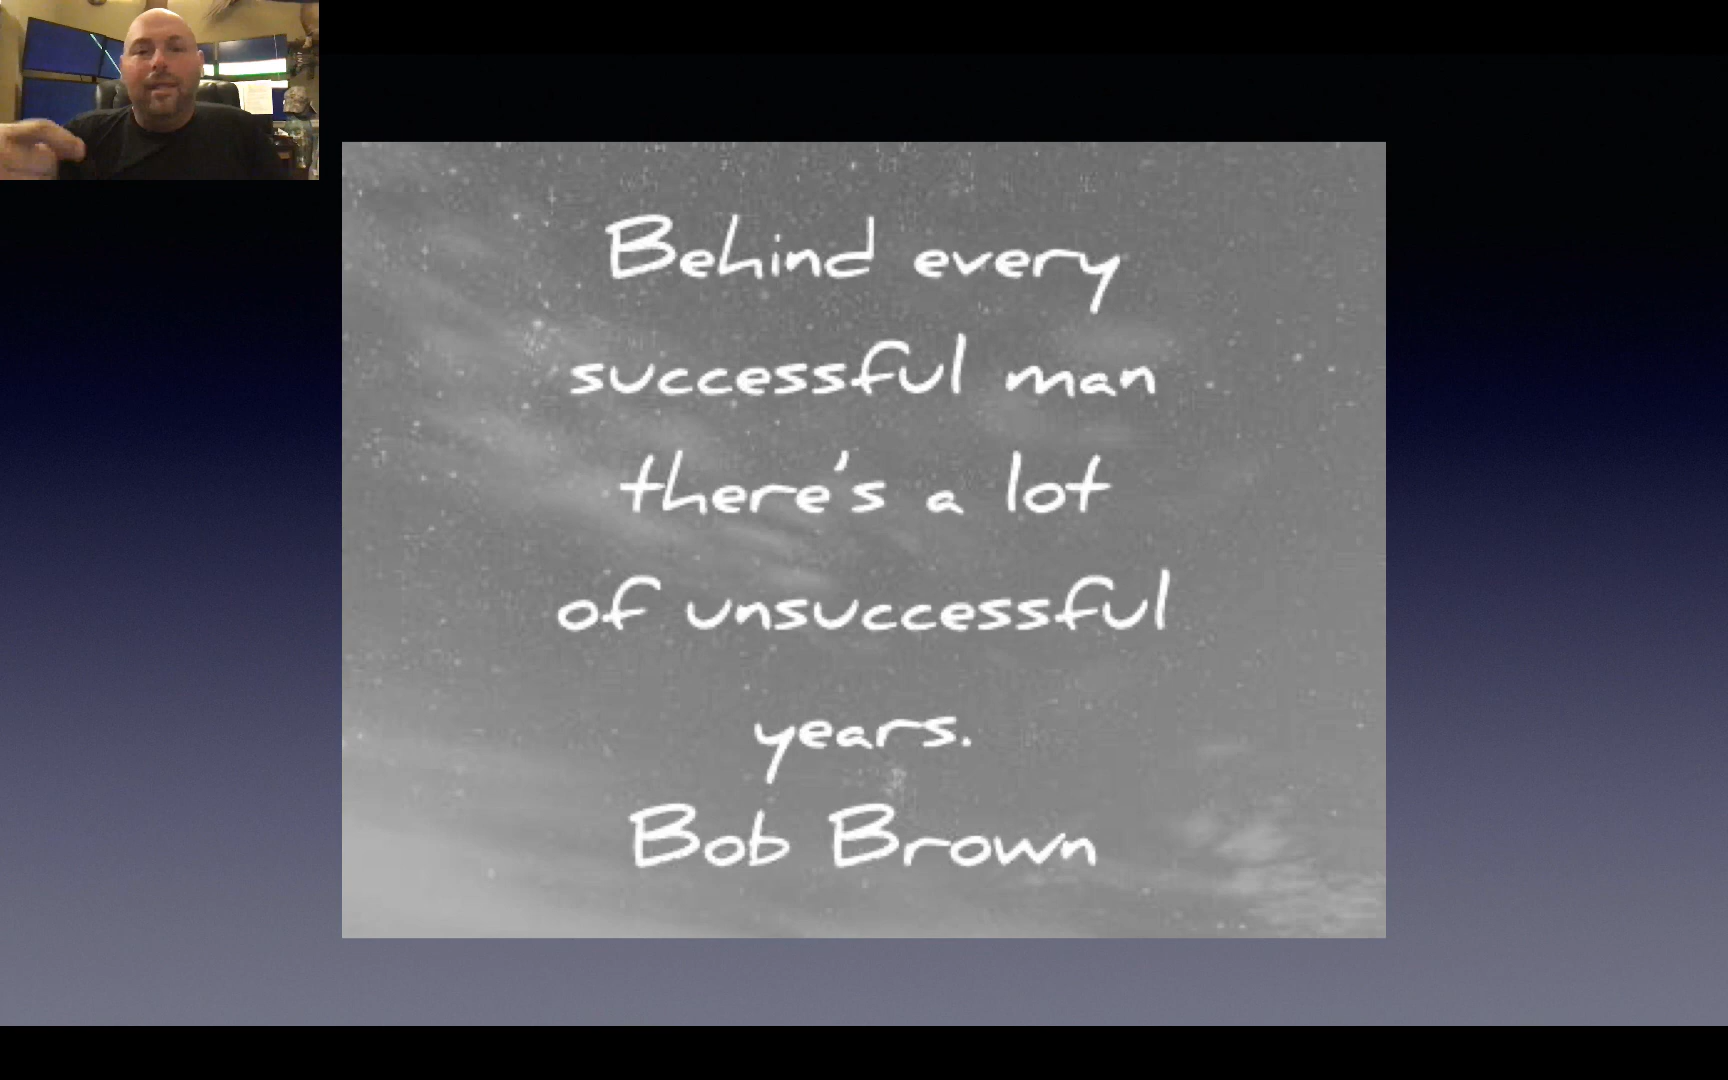 Behind every
successful man
there's a lot
of unsuccessful
years.
Bob Brown